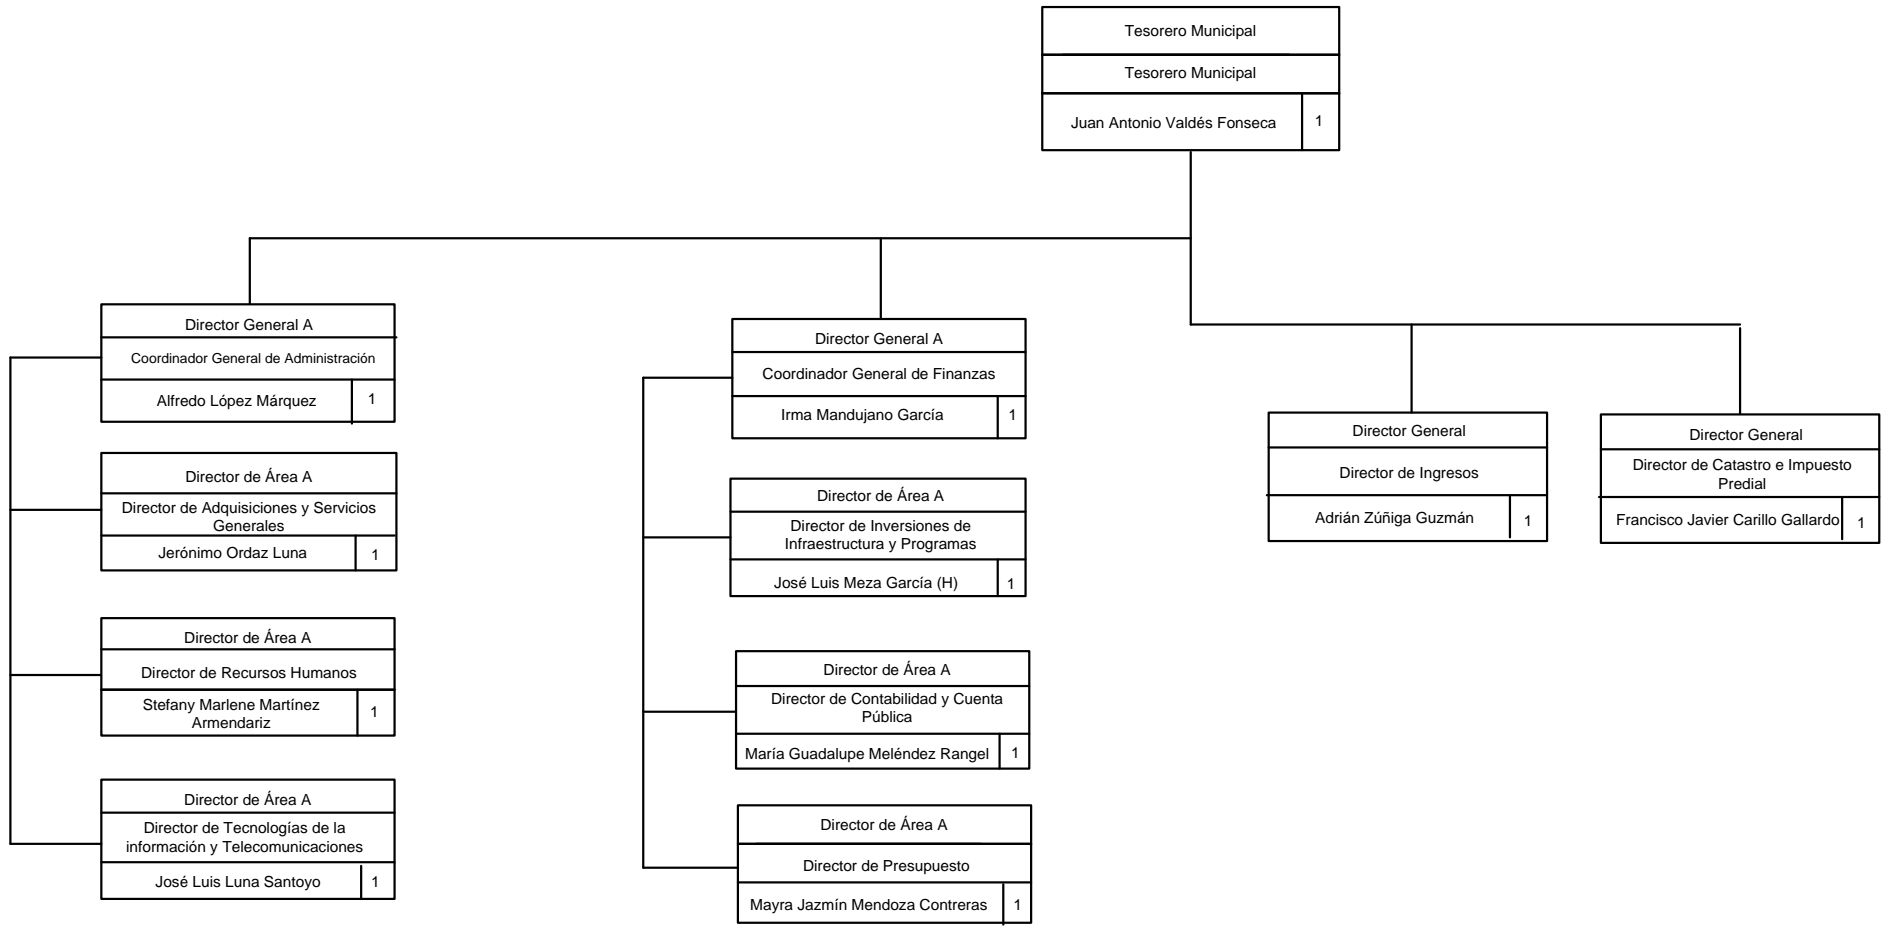 Tesorero Municipal
Tesorero Municipal
Juan Antonio Valdés Fonseca 1
Director General A
Coordinador General de Administración
Alfredo López Márquez 1
Director de Área A
Director de Adquisiciones y Servicios
Generales
Jerónimo Ordaz Luna 1
Director de Área A
Director de Recursos Humanos
Stefany Marlene Martínez
Armendariz
1
Director de Área A
Director de Tecnologías de la
información y Telecomunicaciones
José Luis Luna Santoyo 1
Director General A
Coordinador General de Finanzas
Irma Mandujano García 1
Director de Área A
Director de Inversiones de
Infraestructura y Programas
José Luis Meza García (H) 1
Director de Área A
Director de Contabilidad y Cuenta
Pública
María Guadalupe Meléndez Rangel 1
Director de Área A
Director de Presupuesto
Mayra Jazmín Mendoza Contreras 1
Director General
Director de Ingresos
Adrián Zúñiga Guzmán 1
Director General
Director de Catastro e Impuesto
Predial
Francisco Javier Carillo Gallardo 1